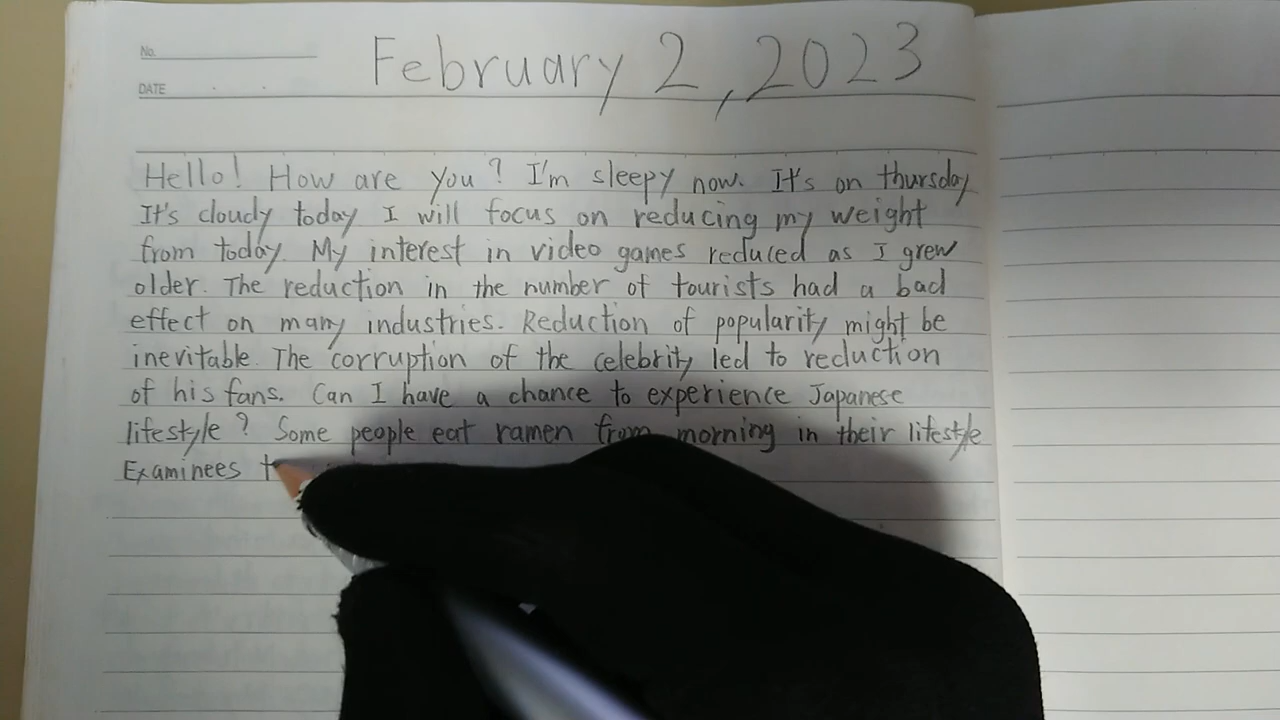 No.
February 2, 2023
DATE
Hello! How are you? I'm sleepy now. It's on thursday
It's cloudy today I will focus on reducing my weight
from today. My interest in video games reduced as I grew
older. The reduction in the number of tourists had a bad
effect on many industries. Reduction of popularity might be
inevitable. The corruption of the celebrity led to reduction
of his fans. Can I have a chance to experience Japanese
lifestyle? Some people eat ramen from morning in their lifestyle
Examinees t